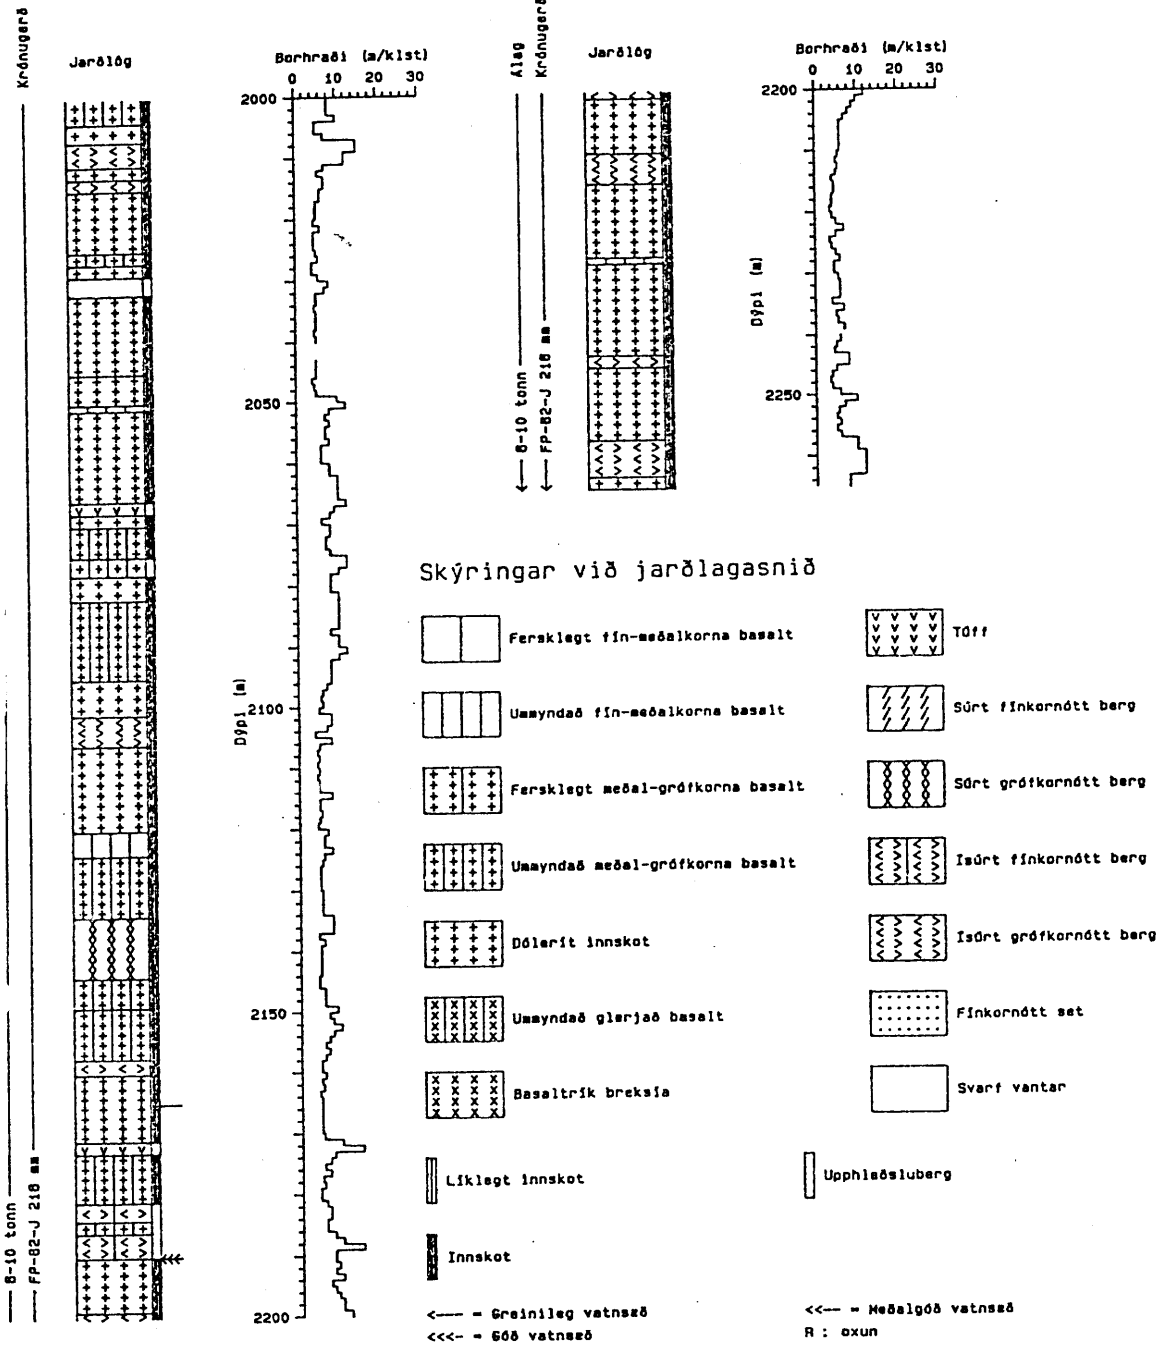 Krónugerð
Jarðlög
Borhraði (m/klst)
0 10 20 30
2000
2050
Dýpi (m)
2100
2150
2200
8-10 tonn
FP-62-J 216 mm
Álag
Krónugerð
Jarðlög
Borhraði (m/klst)
0 10 20 30
2200
Dýpi (m)
2250
8-10 tonn
FP-62-J 216 mm
Skýringar við jarðlagasnið
Fersklegt fín-meðalkorna basalt
Ummyndað fín-meðalkorna basalt
Fersklegt meðal-grófkorna basalt
Ummyndað meðal-grófkorna basalt
Dólerít innskot
Ummyndað glerjað basalt
Basaltrík breksía
Líklegt innskot
Innskot
<---- = Greinileg vatnsæð
<<<- = Góð vatnsæð
Túff
Súrt fínkornótt berg
Súrt grófkornótt berg
Ísúrt fínkornótt berg
Ísúrt grófkornótt berg
Fínkornótt set
Svarf vantar
Upphleðsluberg
<<-- = Meðalgóð vatnsæð
R : oxun